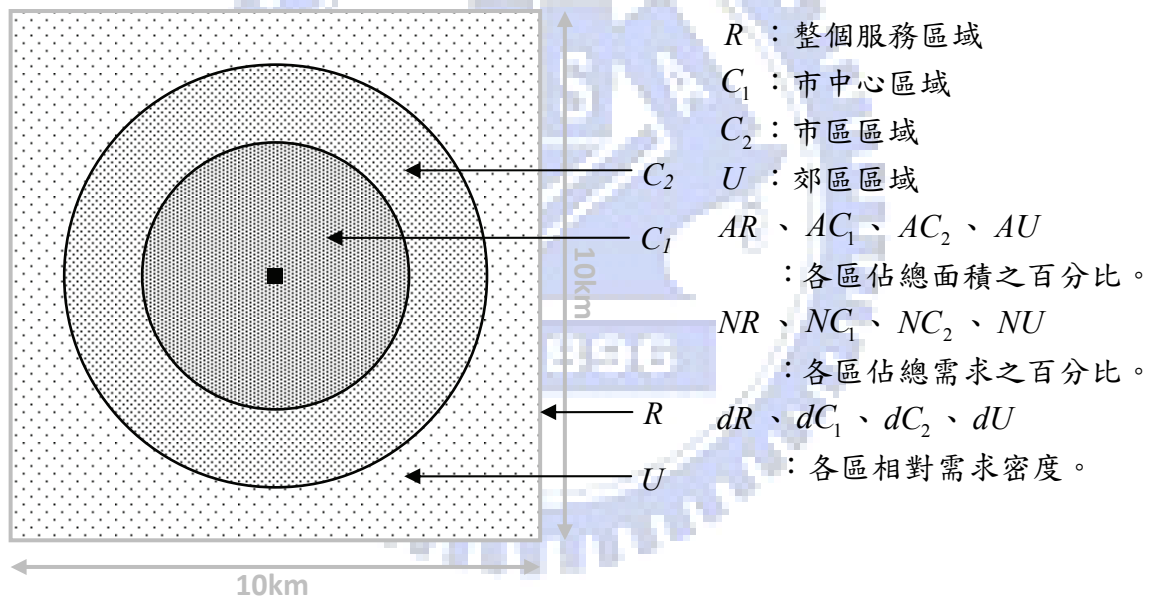 R ：整個服務區域
C₁ ：市中心區域
C₂ ：市區區域
U ：郊區區域
AR 、 AC₁ 、 AC₂ 、 AU
：各區佔總面積之百分比。
NR 、 NC₁ 、 NC₂ 、 NU
：各區佔總需求之百分比。
dR 、 dC₁ 、 dC₂ 、 dU
：各區相對需求密度。
C₂
C₁
R
U
10km
10km